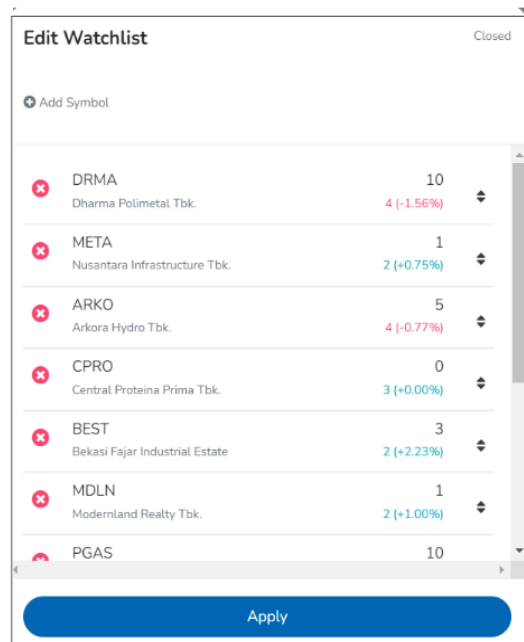 Edit Watchlist Closed
Add Symbol
DRMA 10
Dharma Polimetal Tbk. 4 (-1.56%)
META 1
Nusantara Infrastructure Tbk. 2 (+0.75%)
ARKO 5
Arkora Hydro Tbk. 4 (-0.77%)
CPRO 0
Central Proteina Prima Tbk. 3 (+0.00%)
BEST 3
Bekasi Fajar Industrial Estate 2 (+2.23%)
MDLN 1
Modernland Realty Tbk. 2 (+1.00%)
PGAS 10
Apply